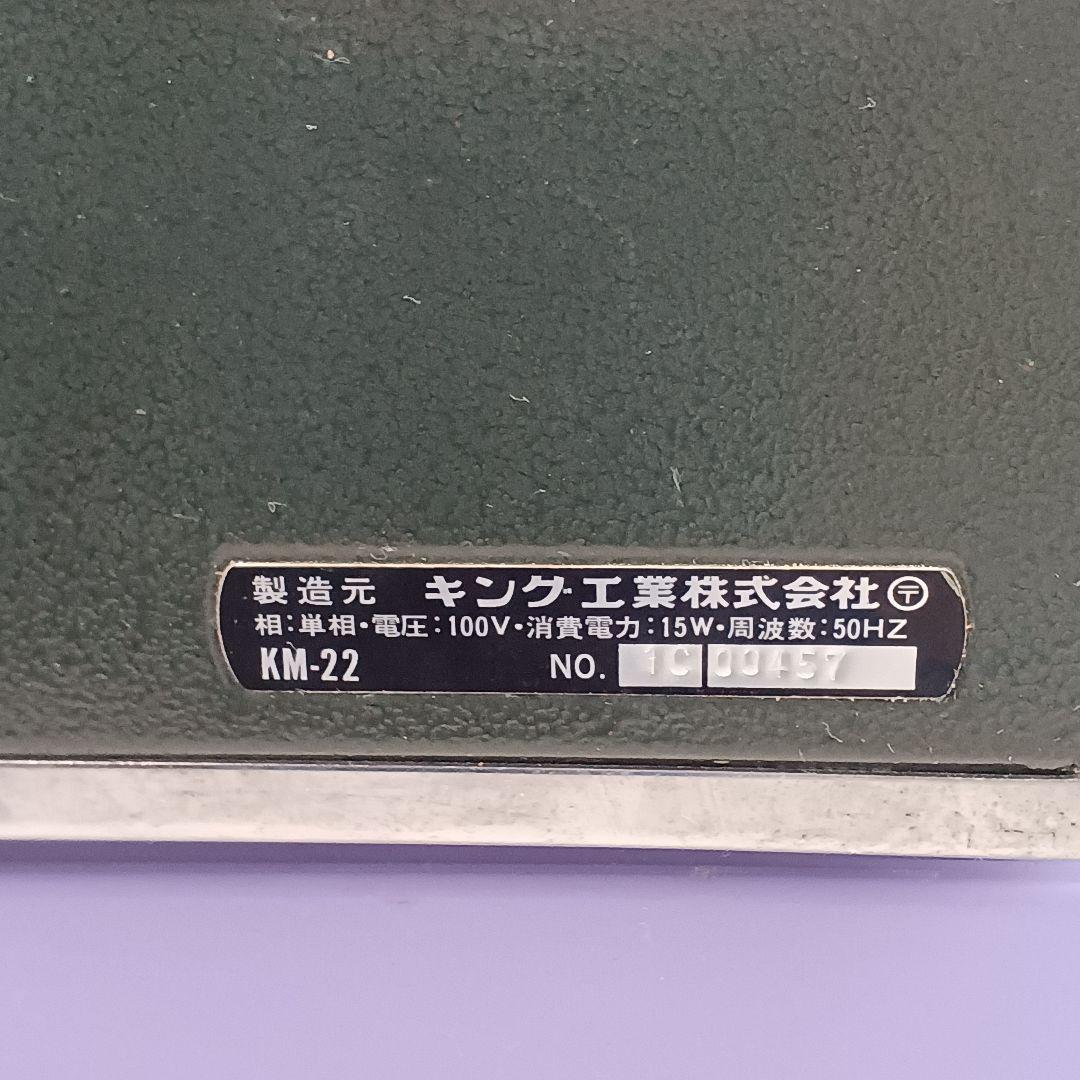 製造元 キング工業株式会社〶
相:単相・電圧:100V・消費電力:15W・周波数:50HZ
KM-22 NO. 1C 00457